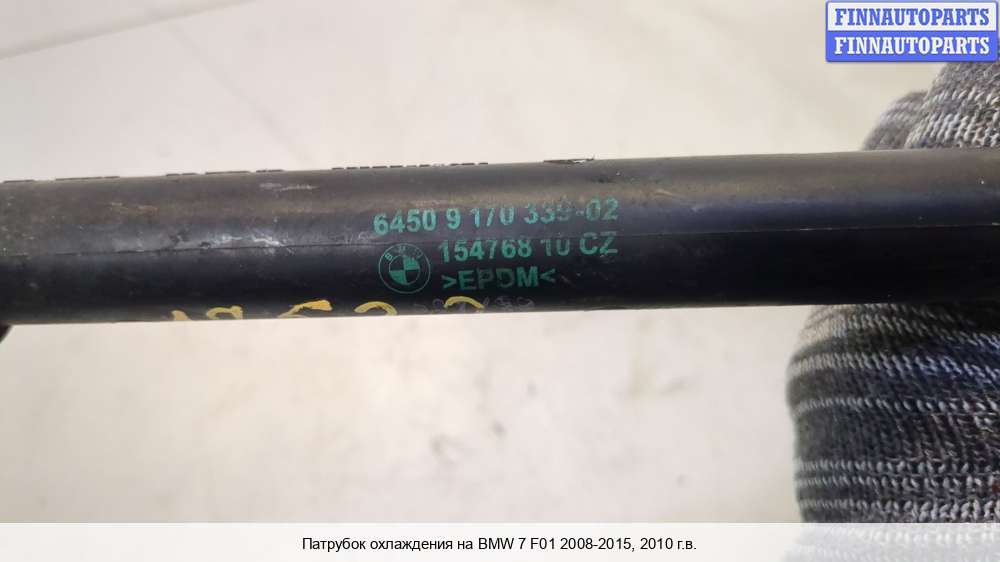 FINNAUTOPARTS
FINNAUTOPARTS
6450 9 170 339-02
BMW
154768 10 CZ
>EPDM<
Патрубок охлаждения на BMW 7 F01 2008-2015, 2010 г.в.